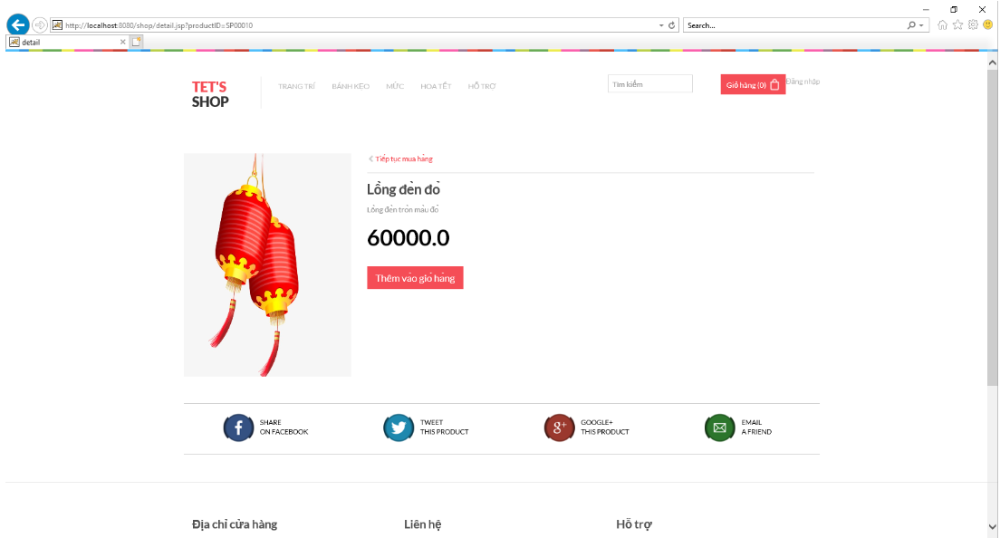 http://localhost:8080/shop/detail.jsp?productID=SP00010
Search...
detail
TET'S
SHOP
TRANG TRÍ
BÁNH KẸO
MỨC
HOA TẾT
HỖ TRỢ
Tìm kiếm
Giỏ hàng (0)
Đăng nhập
Tiếp tục mua hàng
Lồng đèn đỏ
Lồng đèn tròn màu đỏ
60000.0
Thêm vào giỏ hàng
SHARE
ON FACEBOOK
TWEET
THIS PRODUCT
GOOGLE+
THIS PRODUCT
EMAIL
A FRIEND
Địa chỉ cửa hàng
Liên hệ
Hỗ trợ